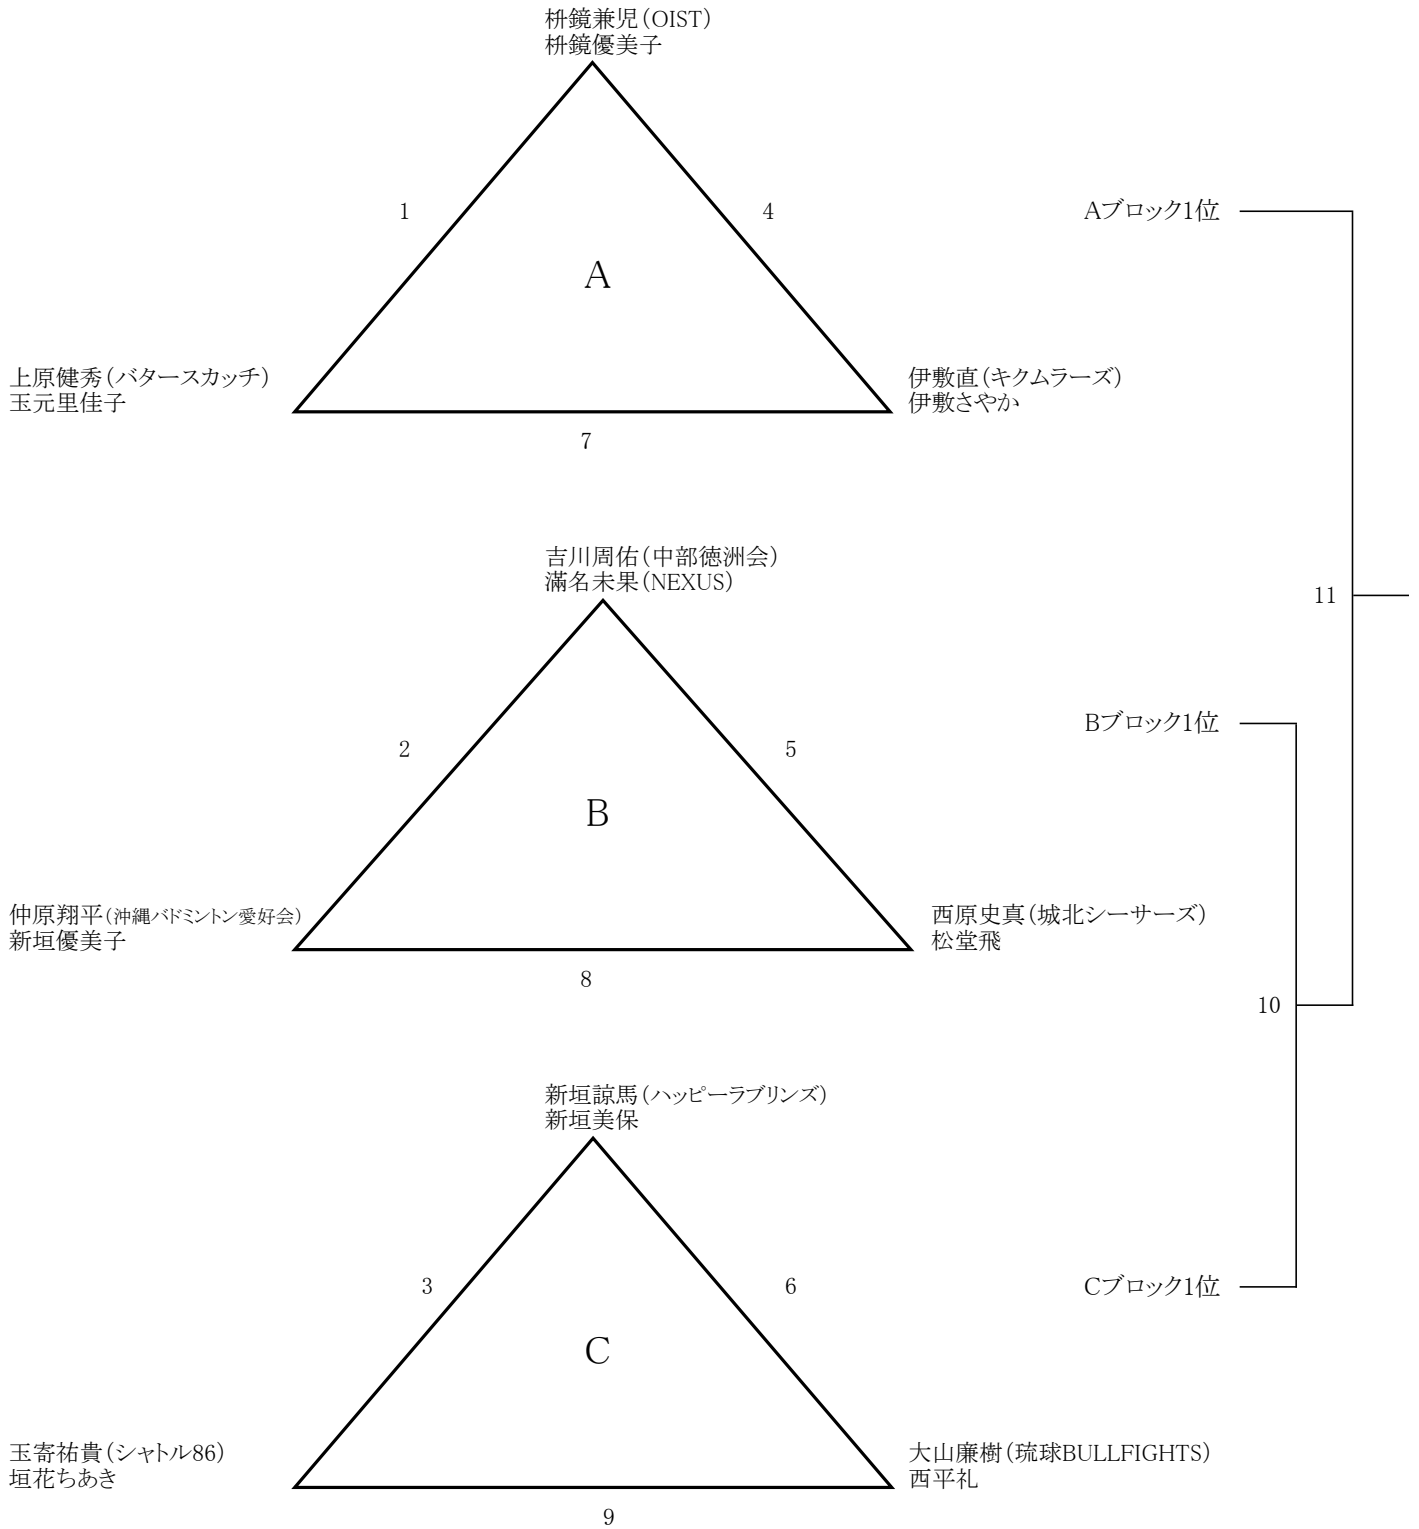 枡鏡兼児(OIST)
枡鏡優美子
1
4
Aブロック1位
A
上原健秀(バタースカッチ)
玉元里佳子
伊敷直(キクムラーズ)
伊敷さやか
7
吉川周佑(中部徳洲会)
滿名未果(NEXUS)
11
2
5
Bブロック1位
B
仲原翔平(沖縄バドミントン愛好会)
新垣優美子
西原史真(城北シーサーズ)
松堂飛
8
10
新垣諒馬(ハッピーラブリンズ)
新垣美保
3
6
Cブロック1位
C
玉寄祐貴(シャトル86)
垣花ちあき
大山廉樹(琉球BULLFIGHTS)
西平礼
9